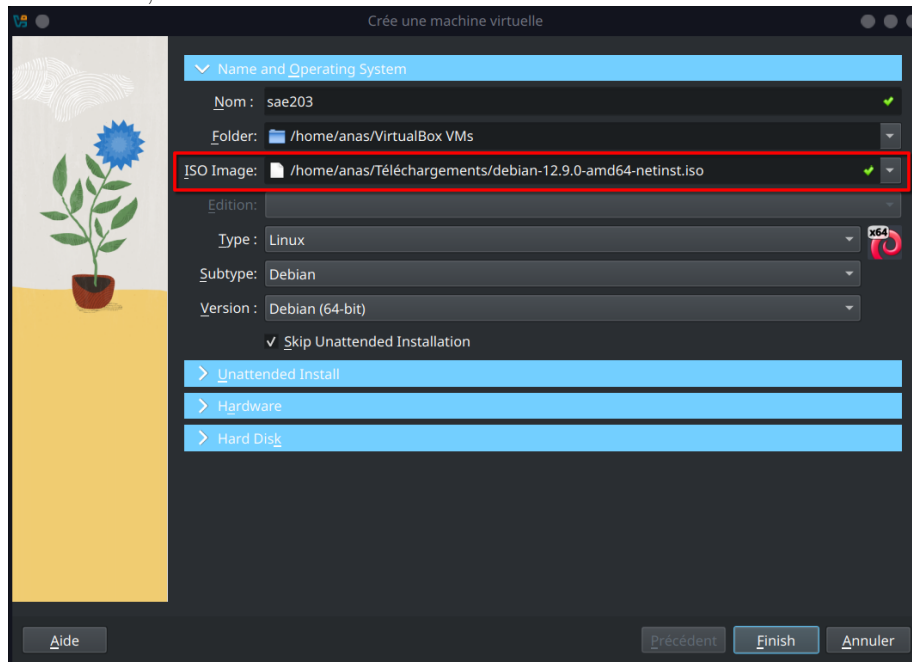 Crée une machine virtuelle
Name and Operating System
Nom : sae203
Folder: /home/anas/VirtualBox VMs
ISO Image: /home/anas/Téléchargements/debian-12.9.0-amd64-netinst.iso
Edition:
Type : Linux
x64
Subtype: Debian
Version : Debian (64-bit)
Skip Unattended Installation
Unattended Install
Hardware
Hard Disk
Aide Précédent Finish Annuler